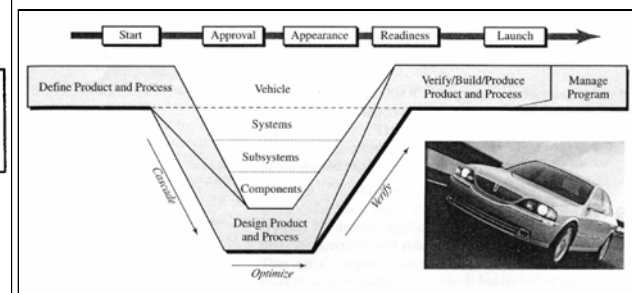 Start
Approval
Appearance
Readiness
Launch
Define Product and Process
Vehicle
Verify/Build/Produce
Product and Process
Manage
Program
Systems
Subsystems
Components
Cascade
Design Product
and Process
Verify
Optimize